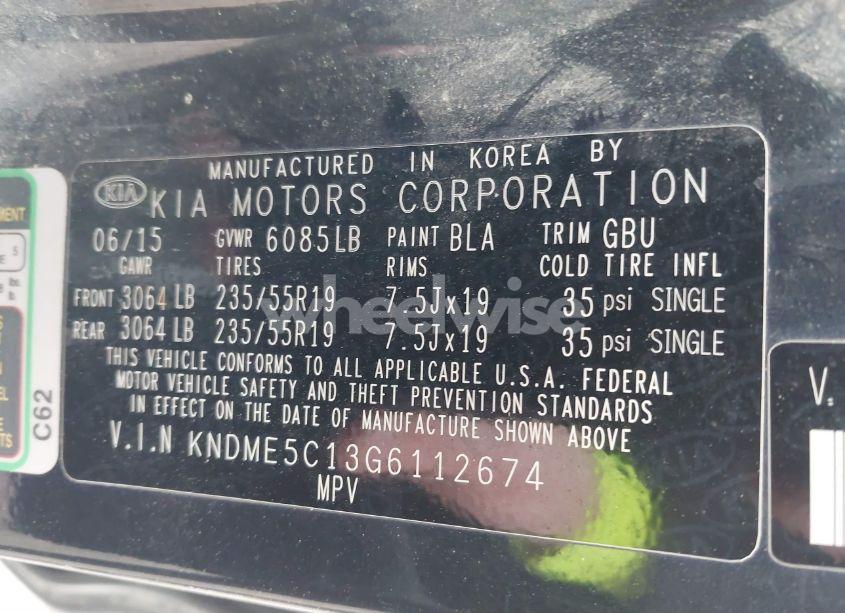 MANUFACTURED IN KOREA BY
KIA KIA MOTORS CORPORATION
06/15 GVWR 6085LB PAINT BLA TRIM GBU
GAWR TIRES RIMS COLD TIRE INFL
FRONT 3064 LB 235/55R19 7.5Jx19 35 psi SINGLE
REAR 3064 LB 235/55R19 7.5Jx19 35 psi SINGLE
THIS VEHICLE CONFORMS TO ALL APPLICABLE U.S.A. FEDERAL
MOTOR VEHICLE SAFETY AND THEFT PREVENTION STANDARDS
IN EFFECT ON THE DATE OF MANUFACTURE SHOWN ABOVE
V.I.N KNDME5C13G6112674
MPV
wheelwise
C62
V.